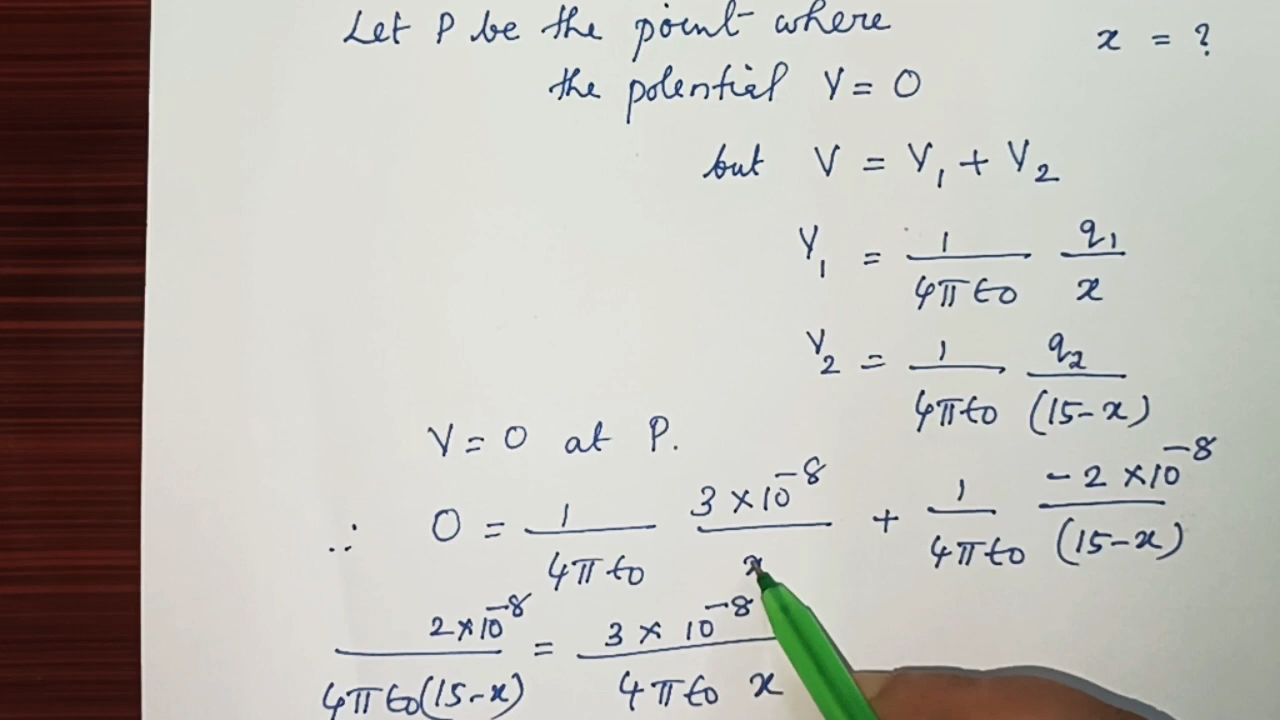 Let P be the point where x = ?
the potential V = 0
but V = V₁ + V₂
V₁ = 1/4πε0 q₁/x
V₂ = 1/4πε0 q₂/(15-x)
V = 0 at P.
∴ 0 = 1/4πε0 3×10⁻⁸/x + 1/4πε0 -2×10⁻⁸/(15-x)
2×10⁻⁸/4πε0(15-x) = 3×10⁻⁸/4πε0 x